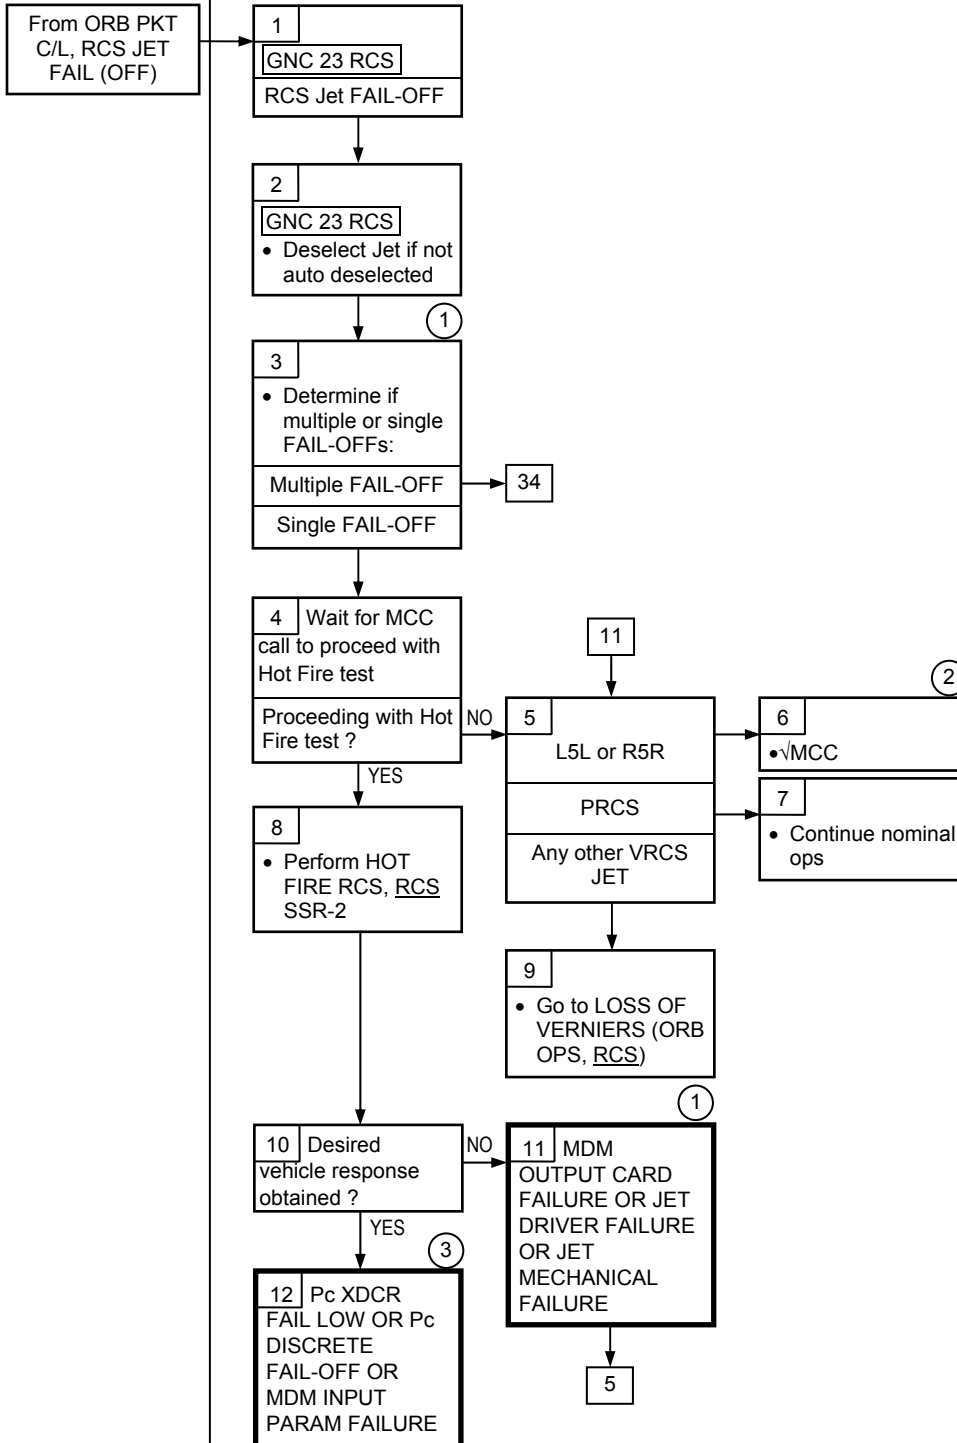 From ORB PKT
C/L, RCS JET
FAIL (OFF)
1
GNC 23 RCS
RCS Jet FAIL-OFF
2
GNC 23 RCS
• Deselect Jet if not
auto deselected
1
3
• Determine if
multiple or single
FAIL-OFFs:
Multiple FAIL-OFF
34
Single FAIL-OFF
4 Wait for MCC
call to proceed with
Hot Fire test
Proceeding with Hot
Fire test ?
NO
YES
11
5
L5L or R5R
PRCS
Any other VRCS
JET
2
6
•√MCC
7
• Continue nominal
ops
8
• Perform HOT
FIRE RCS, RCS
SSR-2
9
• Go to LOSS OF
VERNIERS (ORB
OPS, RCS)
10 Desired
vehicle response
obtained ?
NO
YES
1
11 MDM
OUTPUT CARD
FAILURE OR JET
DRIVER FAILURE
OR JET
MECHANICAL
FAILURE
5
3
12 Pc XDCR
FAIL LOW OR Pc
DISCRETE
FAIL-OFF OR
MDM INPUT
PARAM FAILURE